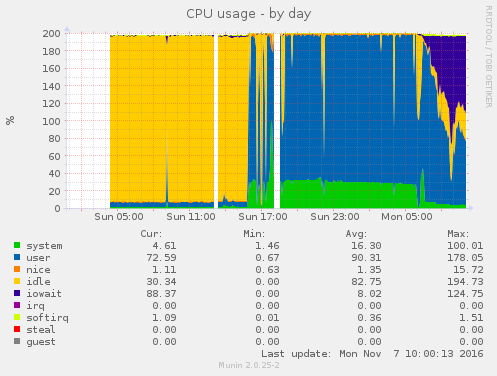 CPU usage - by day
RRDTOOL / TOBI OETIKER
%
200
180
160
140
120
100
80
60
40
20
0
Sun 05:00 Sun 11:00 Sun 17:00 Sun 23:00 Mon 05:00
Cur: Min: Avg: Max:
system 4.61 1.46 16.30 100.01
user 72.59 0.67 90.31 178.05
nice 1.11 0.63 1.35 15.72
idle 30.34 0.00 82.75 194.73
iowait 88.37 0.00 8.02 124.75
irq 0.00 0.00 0.00 0.00
softirq 1.09 0.01 0.36 1.51
steal 0.00 0.00 0.00 0.00
guest 0.00 0.00 0.00 0.00
Last update: Mon Nov 7 10:00:13 2016
Munin 2.0.25-2